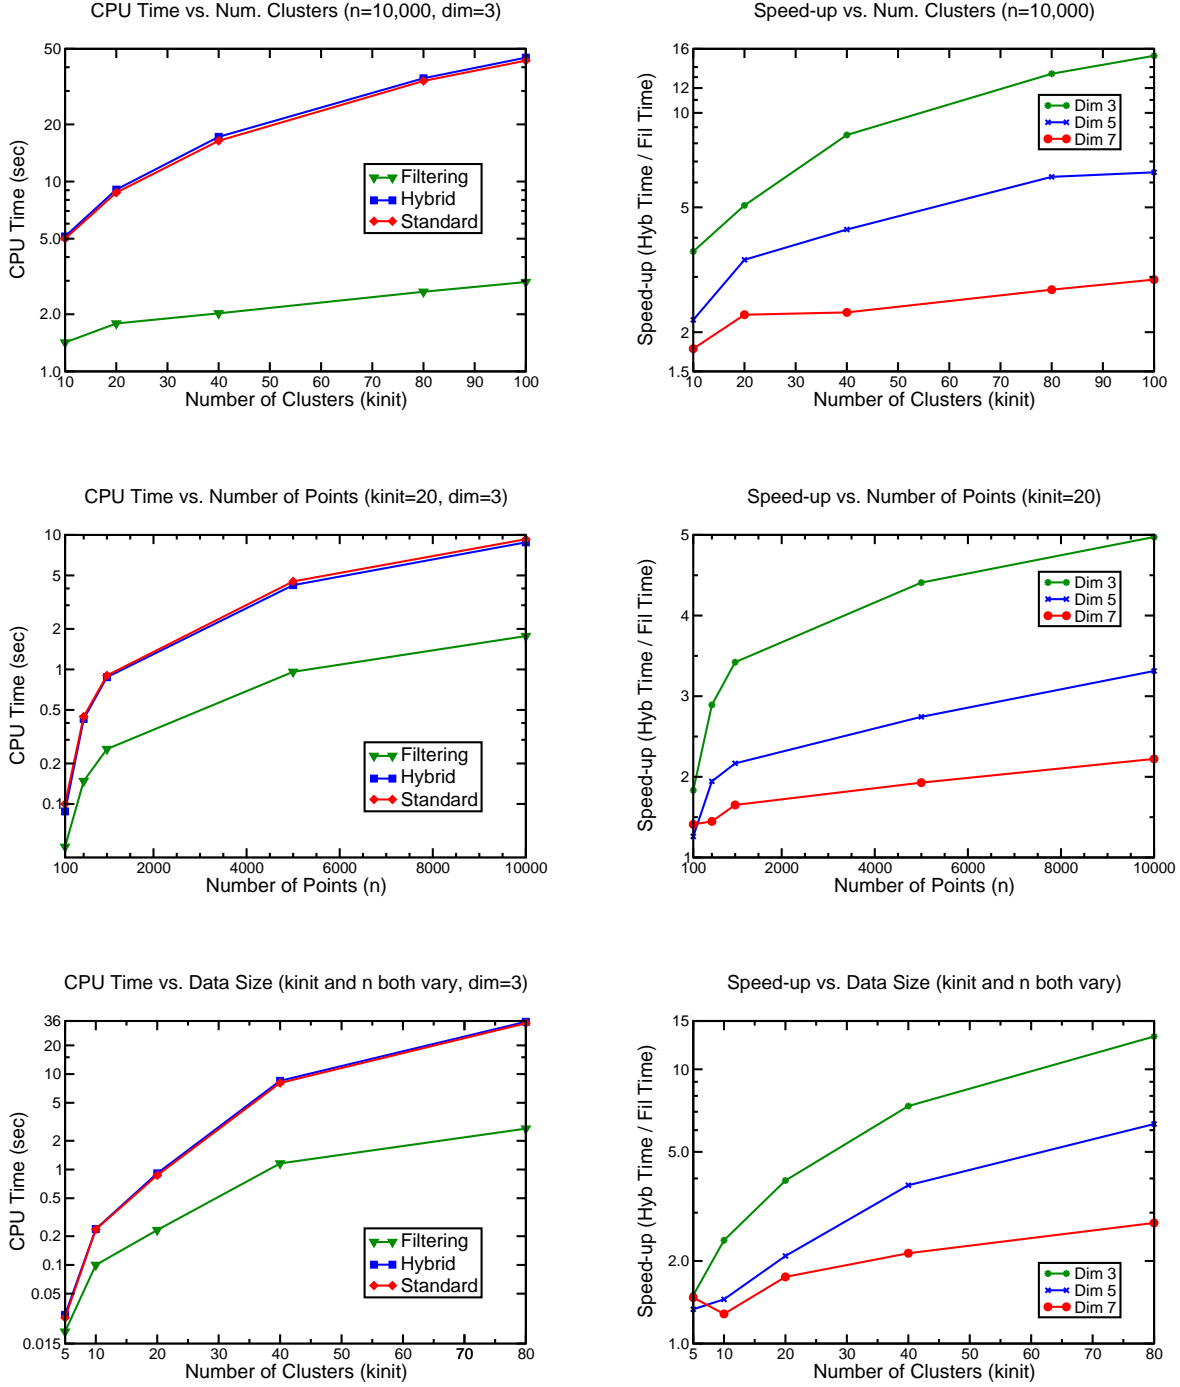 CPU Time vs. Num. Clusters (n=10,000, dim=3)
CPU Time (sec)
50
20
10
5.0
2.0
1.0
Filtering
Hybrid
Standard
10 20 30 40 50 60 70 80 90 100
Number of Clusters (kinit)
Speed-up vs. Num. Clusters (n=10,000)
Speed-up (Hyb Time / Fil Time)
16
10
5
2
1.5
Dim 3
Dim 5
Dim 7
10 20 30 40 50 60 70 80 90 100
Number of Clusters (kinit)
CPU Time vs. Number of Points (kinit=20, dim=3)
CPU Time (sec)
10
5
2
1
0.5
0.2
0.1
Filtering
Hybrid
Standard
100 2000 4000 6000 8000 10000
Number of Points (n)
Speed-up vs. Number of Points (kinit=20)
Speed-up (Hyb Time / Fil Time)
5
4
3
2
1
Dim 3
Dim 5
Dim 7
100 2000 4000 6000 8000 10000
Number of Points (n)
CPU Time vs. Data Size (kinit and n both vary, dim=3)
CPU Time (sec)
36
20
10
5
2
1
0.5
0.2
0.1
0.05
0.015
Filtering
Hybrid
Standard
5 10 20 30 40 50 60 70 80
Number of Clusters (kinit)
Speed-up vs. Data Size (kinit and n both vary)
Speed-up (Hyb Time / Fil Time)
15
10
5.0
2.0
1.0
Dim 3
Dim 5
Dim 7
5 10 20 30 40 50 60 70 80
Number of Clusters (kinit)